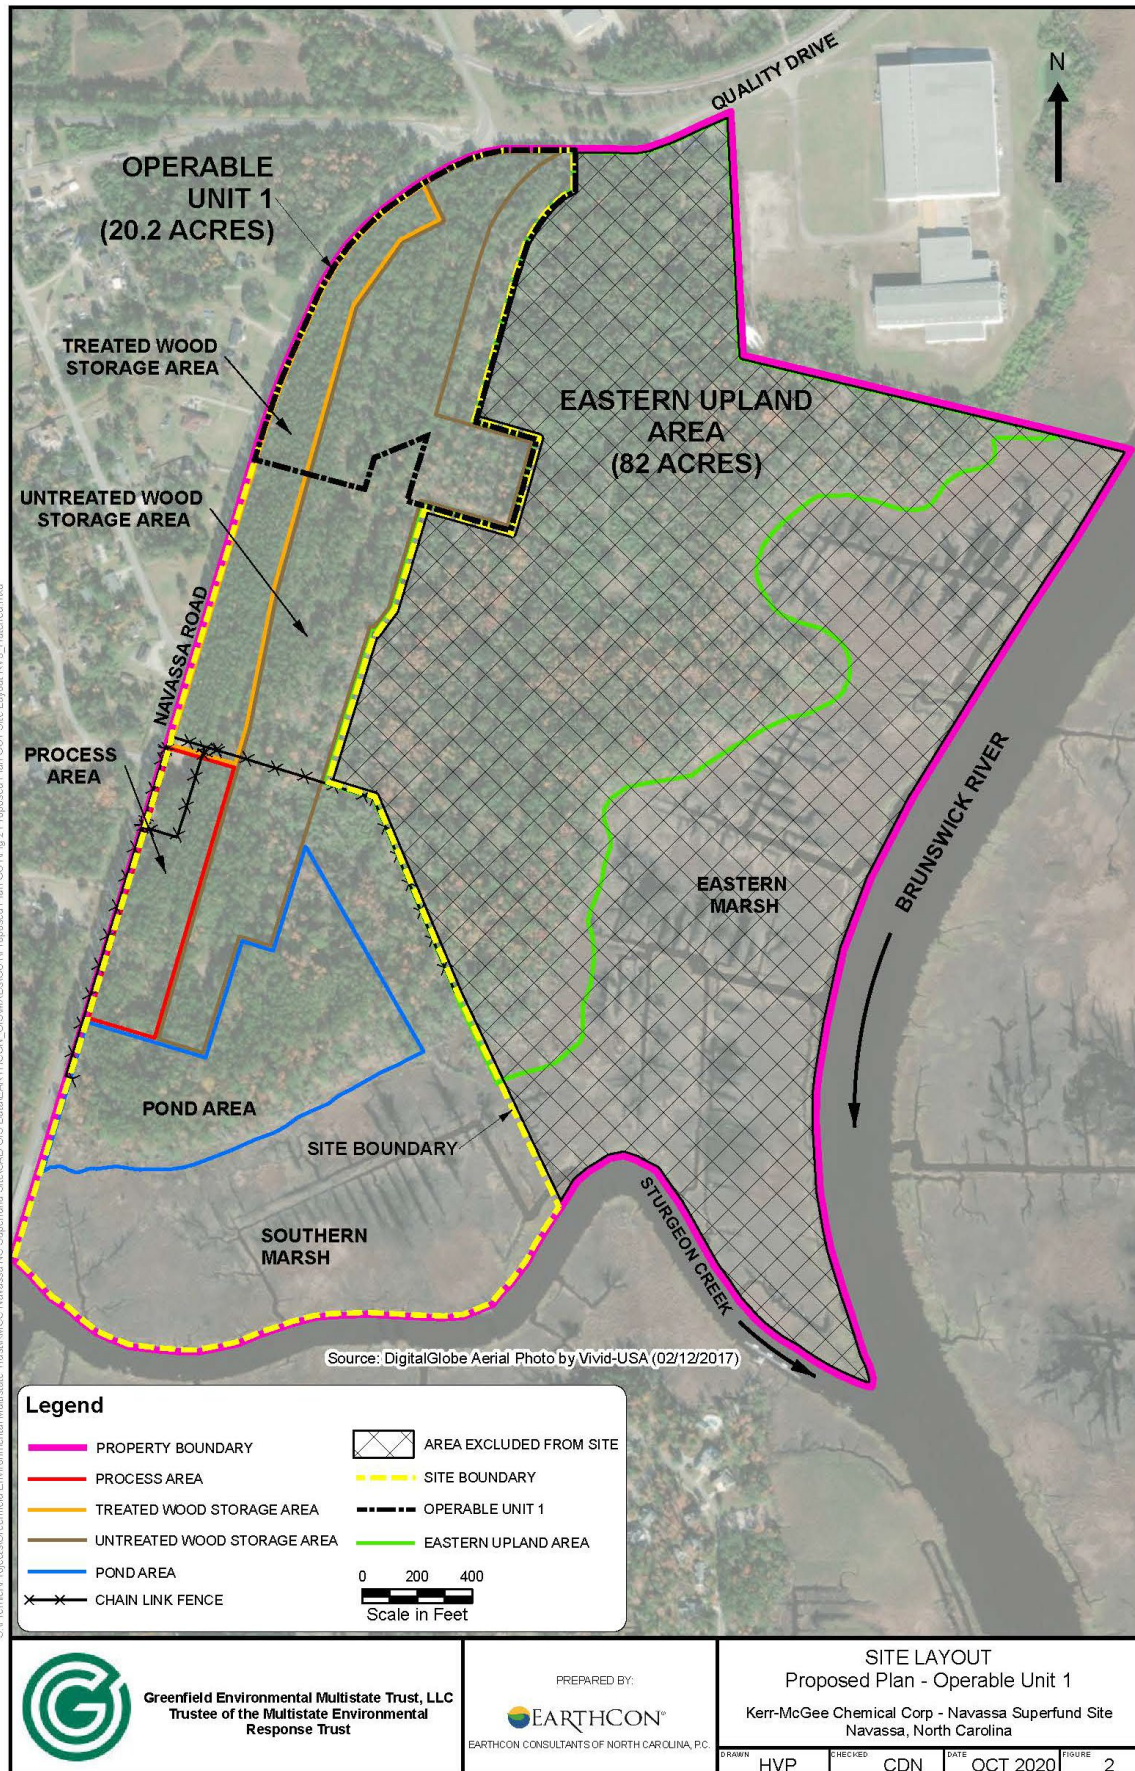 QUALITY DRIVE
N
OPERABLE
UNIT 1
(20.2 ACRES)
TREATED WOOD
STORAGE AREA
EASTERN UPLAND
AREA
(82 ACRES)
UNTREATED WOOD
STORAGE AREA
NAVASSA ROAD
PROCESS
AREA
BRUNSWICK RIVER
EASTERN
MARSH
POND AREA
SITE BOUNDARY
STURGEON CREEK
SOUTHERN
MARSH
Source: DigitalGlobe Aerial Photo by Vivid-USA (02/12/2017)
Legend
PROPERTY BOUNDARY
PROCESS AREA
TREATED WOOD STORAGE AREA
UNTREATED WOOD STORAGE AREA
POND AREA
CHAIN LINK FENCE
AREA EXCLUDED FROM SITE
SITE BOUNDARY
OPERABLE UNIT 1
EASTERN UPLAND AREA
0 200 400
Scale in Feet
Greenfield Environmental Multistate Trust, LLC
Trustee of the Multistate Environmental
Response Trust
PREPARED BY:
EARTHCON®
EARTHCON CONSULTANTS OF NORTH CAROLINA, P.C.
SITE LAYOUT
Proposed Plan - Operable Unit 1
Kerr-McGee Chemical Corp - Navassa Superfund Site
Navassa, North Carolina
DRAWN HVP CHECKED CDN DATE OCT 2020 FIGURE 2